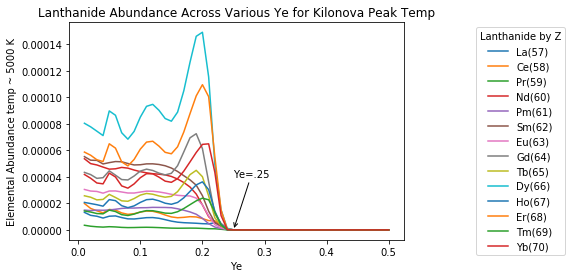 Lanthanide Abundance Across Various Ye for Kilonova Peak Temp
Elemental Abundance temp ~ 5000 K
0.00014
0.00012
0.00010
0.00008
0.00006
0.00004
0.00002
0.00000
Ye=.25
0.0
0.1
0.2
0.3
0.4
0.5
Ye
Lanthanide by Z
La(57)
Ce(58)
Pr(59)
Nd(60)
Pm(61)
Sm(62)
Eu(63)
Gd(64)
Tb(65)
Dy(66)
Ho(67)
Er(68)
Tm(69)
Yb(70)